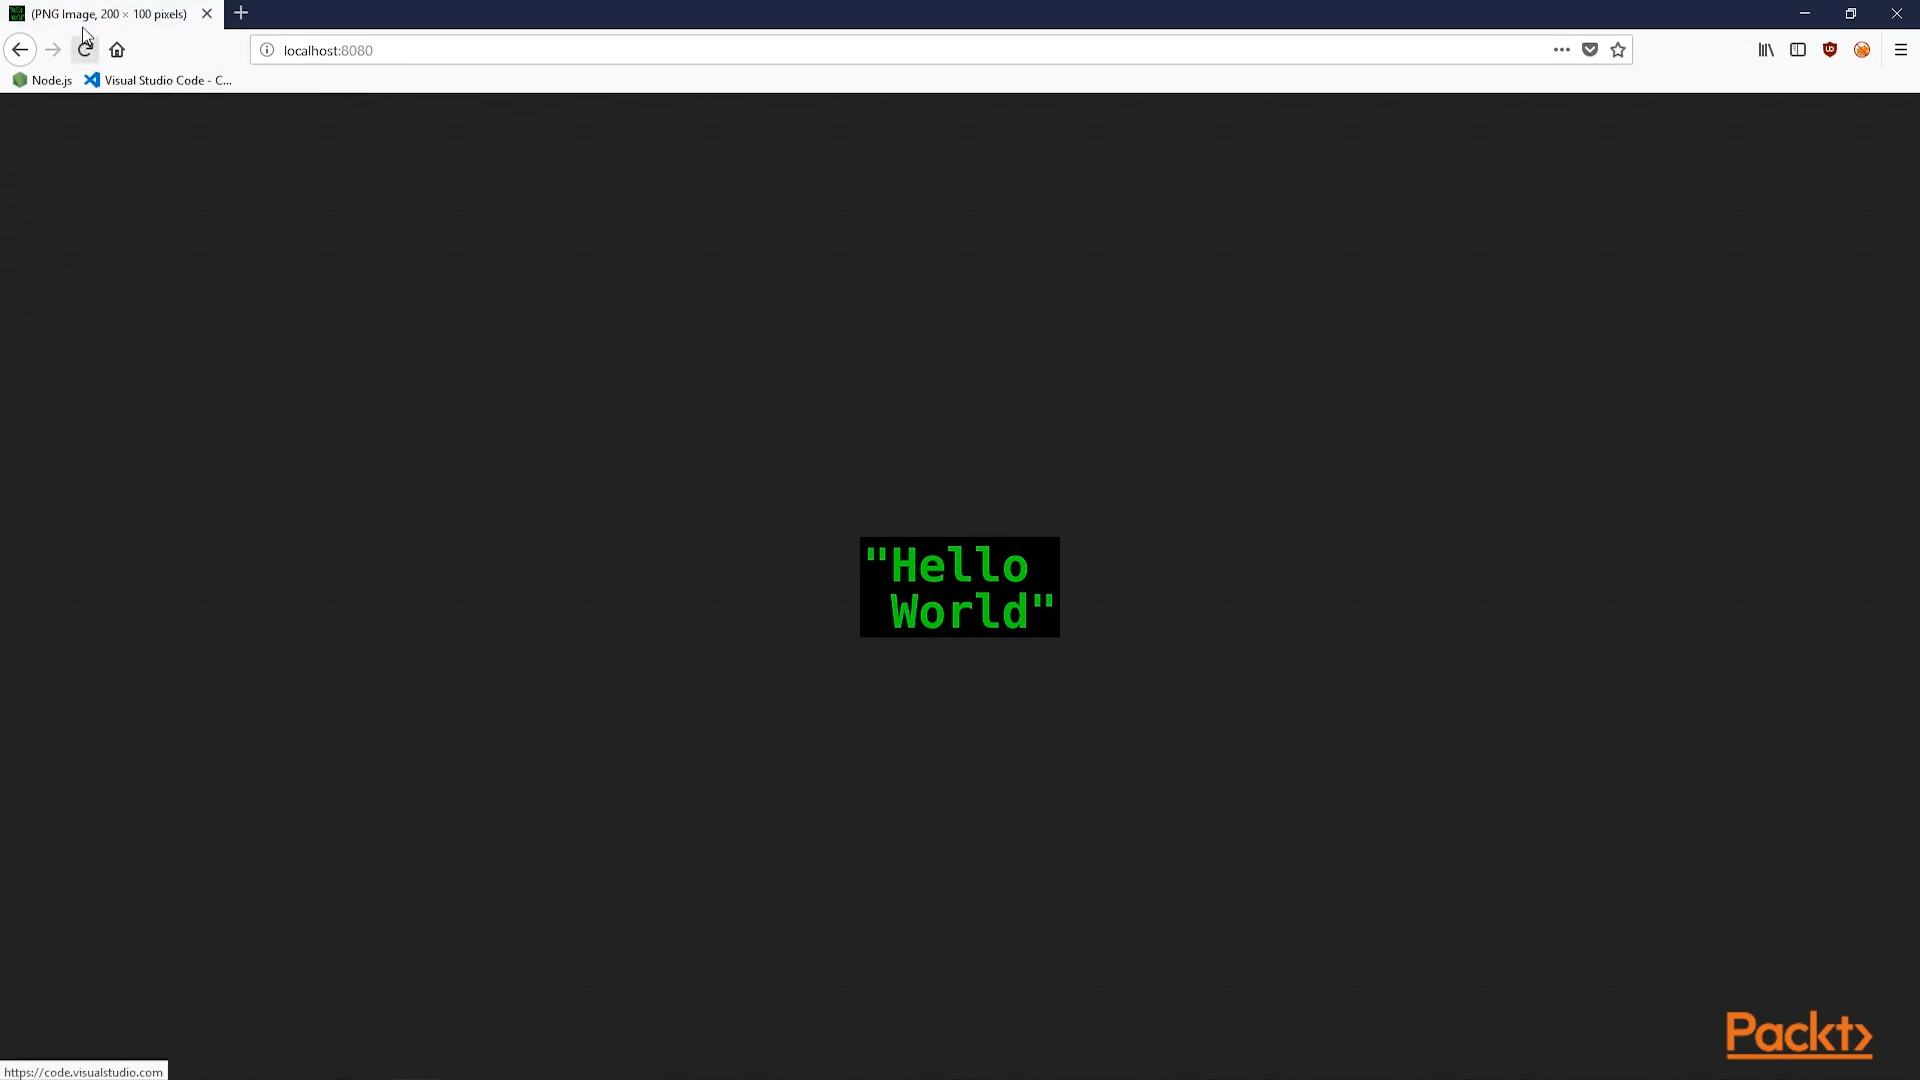 (PNG Image, 200 × 100 pixels)
localhost:8080
Node.js
Visual Studio Code - C...
"Hello
World"
Packt>
https://code.visualstudio.com